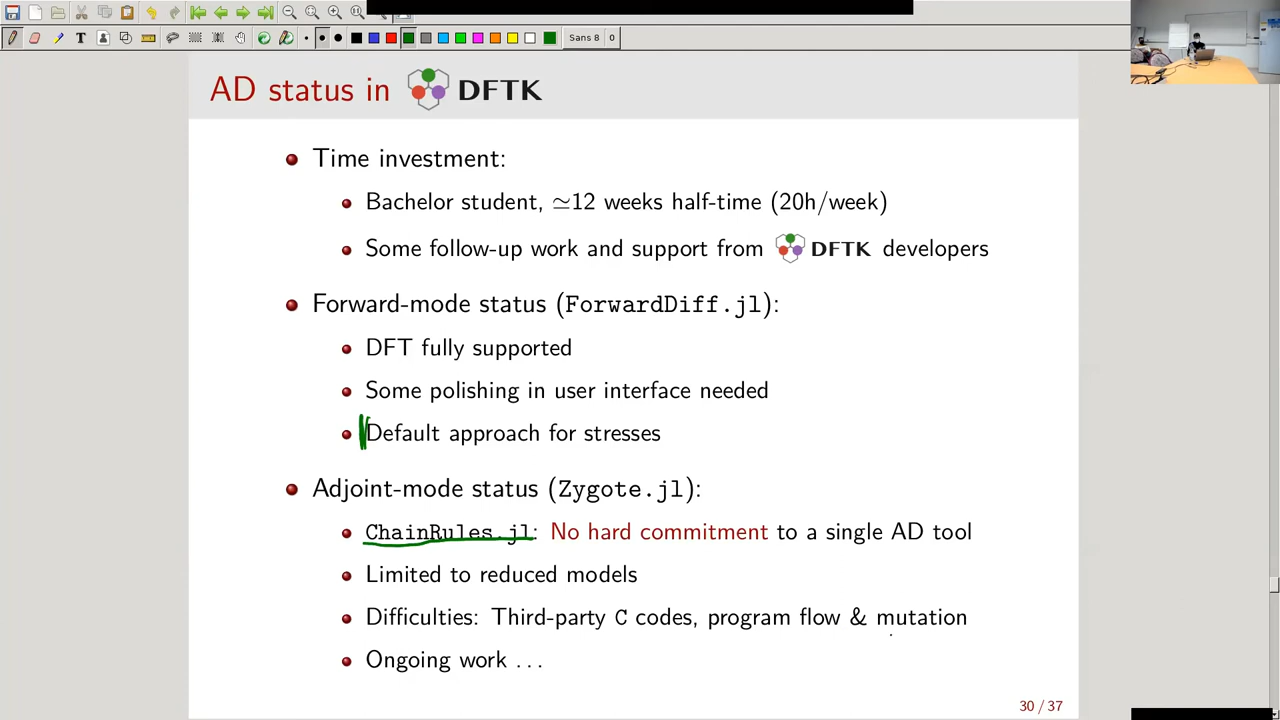 Sans 8 0
AD status in DFTK
Time investment:
Bachelor student, ≃12 weeks half-time (20h/week)
Some follow-up work and support from DFTK developers
Forward-mode status (ForwardDiff.jl):
DFT fully supported
Some polishing in user interface needed
Default approach for stresses
Adjoint-mode status (Zygote.jl):
ChainRules.jl: No hard commitment to a single AD tool
Limited to reduced models
Difficulties: Third-party C codes, program flow & mutation
Ongoing work ...
30 / 37